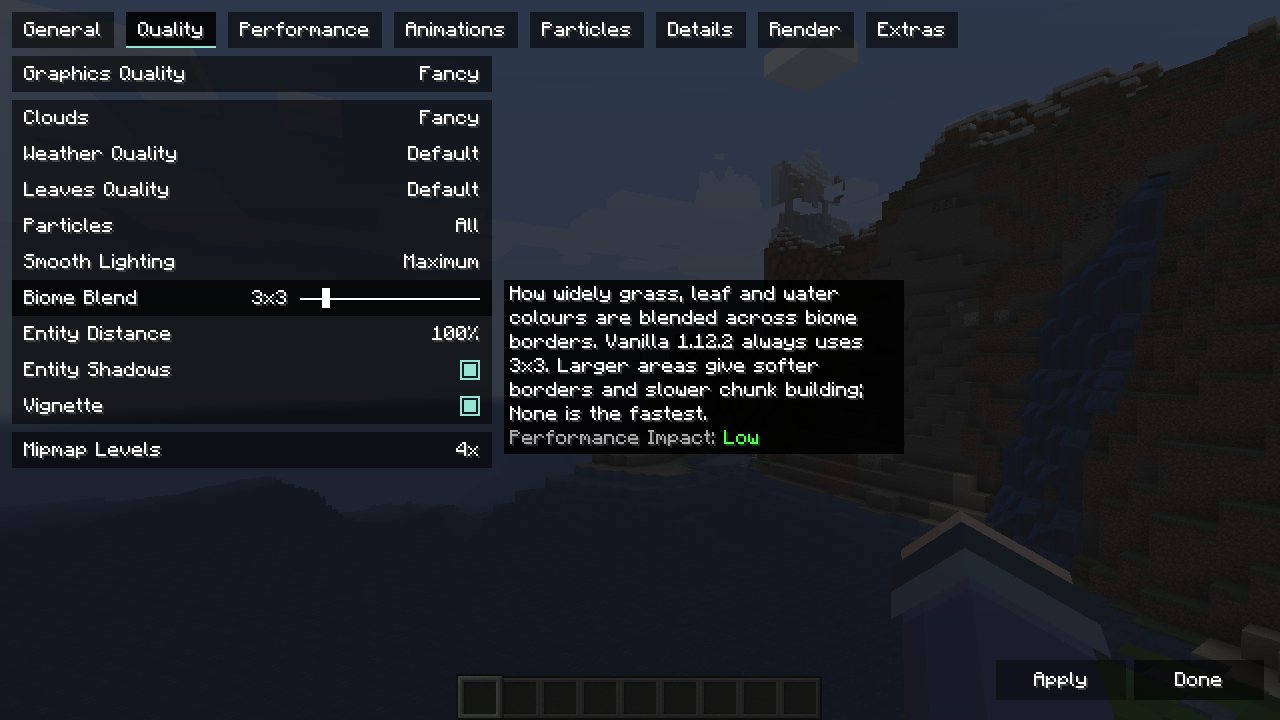 General Quality Performance Animations Particles Details Render Extras
Graphics Quality Fancy
Clouds Fancy
Weather Quality Default
Leaves Quality Default
Particles All
Smooth Lighting Maximum
Biome Blend 3x3
Entity Distance 100%
Entity Shadows
Vignette
Mipmap Levels 4x
How widely grass, leaf and water
colours are blended across biome
borders. Vanilla 1.12.2 always uses
3x3. Larger areas give softer
borders and slower chunk building;
None is the fastest.
Performance Impact: Low
Apply Done